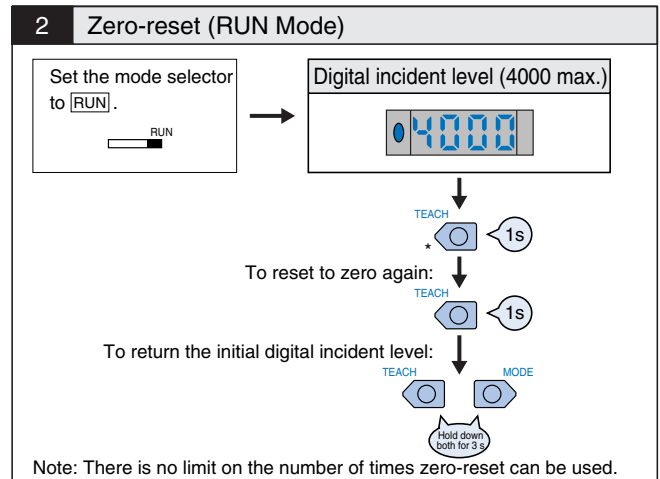 2 Zero-reset (RUN Mode)
Set the mode selector
to RUN .
RUN
Digital incident level (4000 max.)
4000
TEACH
* 1s
To reset to zero again:
TEACH
1s
To return the initial digital incident level:
TEACH MODE
Hold down
both for 3 s
Note: There is no limit on the number of times zero-reset can be used.